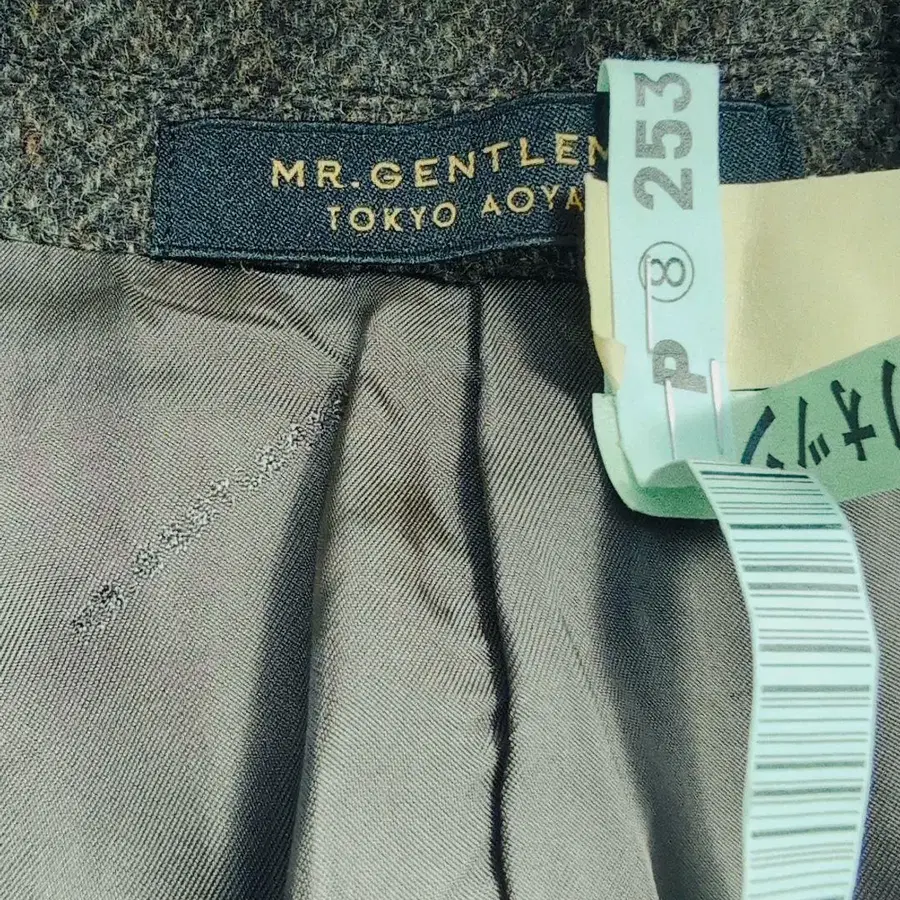 MR.GENTLEM
TOKYO AOYA
P ⑧ 253